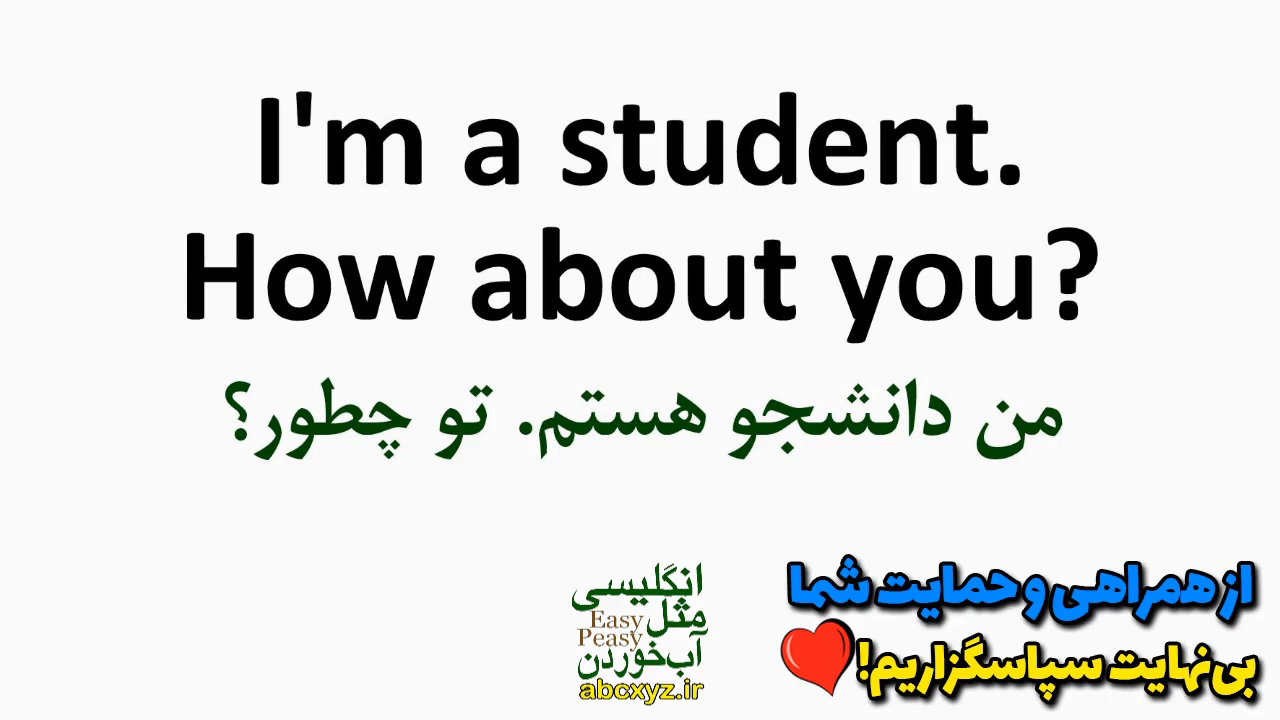 I'm a student.
How about you?
من دانشجو هستم. تو چطور؟
انگلیسی
مثل
Easy
Peasy
آب‌خوردن
abcxyz.ir
از همراهی و حمایت شما
بی‌نهایت سپاسگزاریم!